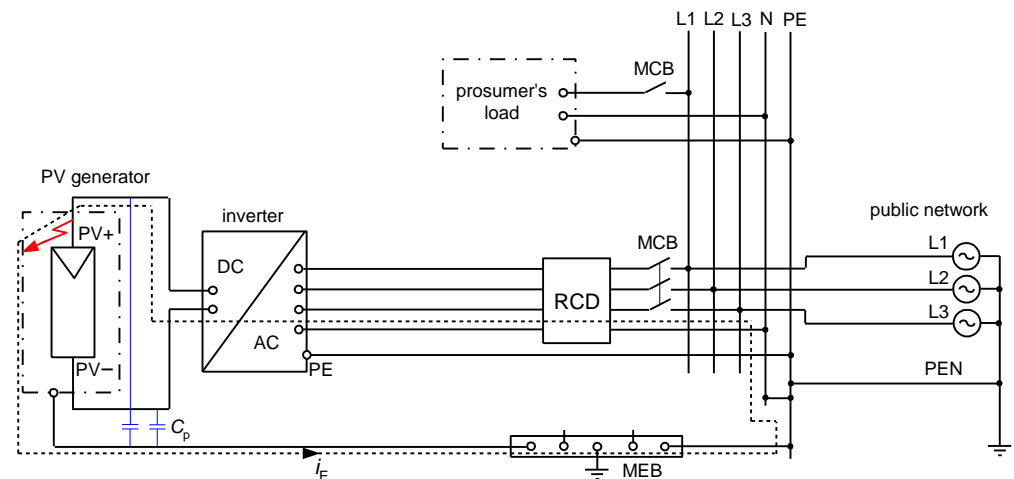 L1 L2 L3 N PE
MCB
prosumer's
load
PV generator
inverter
public network
PV+
MCB
L1
DC
L2
RCD
L3
AC
PV−
PE
PEN
Cp
MEB
iF